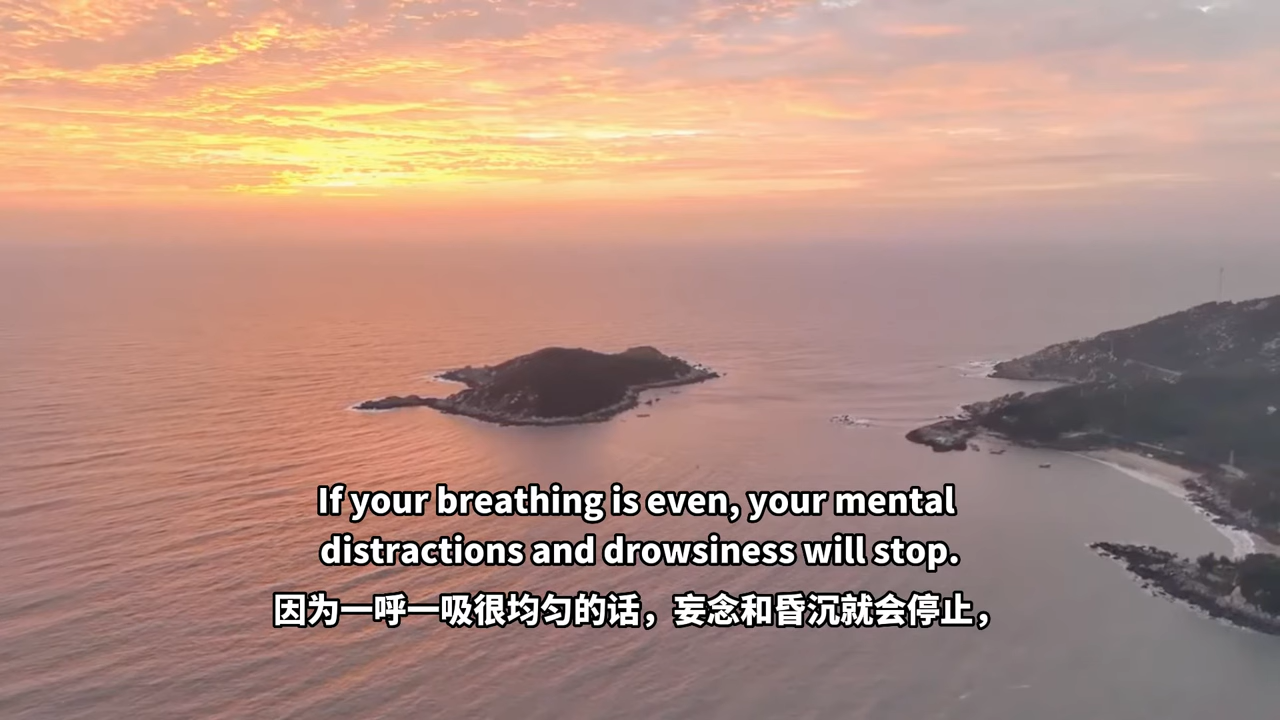 If your breathing is even, your mental
distractions and drowsiness will stop.
因为一呼一吸很均匀的话，妄念和昏沉就会停止，